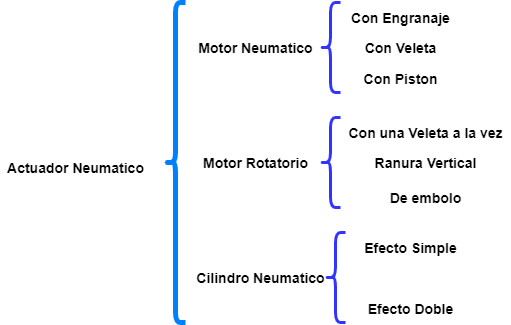 Actuador Neumatico
Motor Neumatico
Con Engranaje
Con Veleta
Con Piston
Motor Rotatorio
Con una Veleta a la vez
Ranura Vertical
De embolo
Cilindro Neumatico
Efecto Simple
Efecto Doble